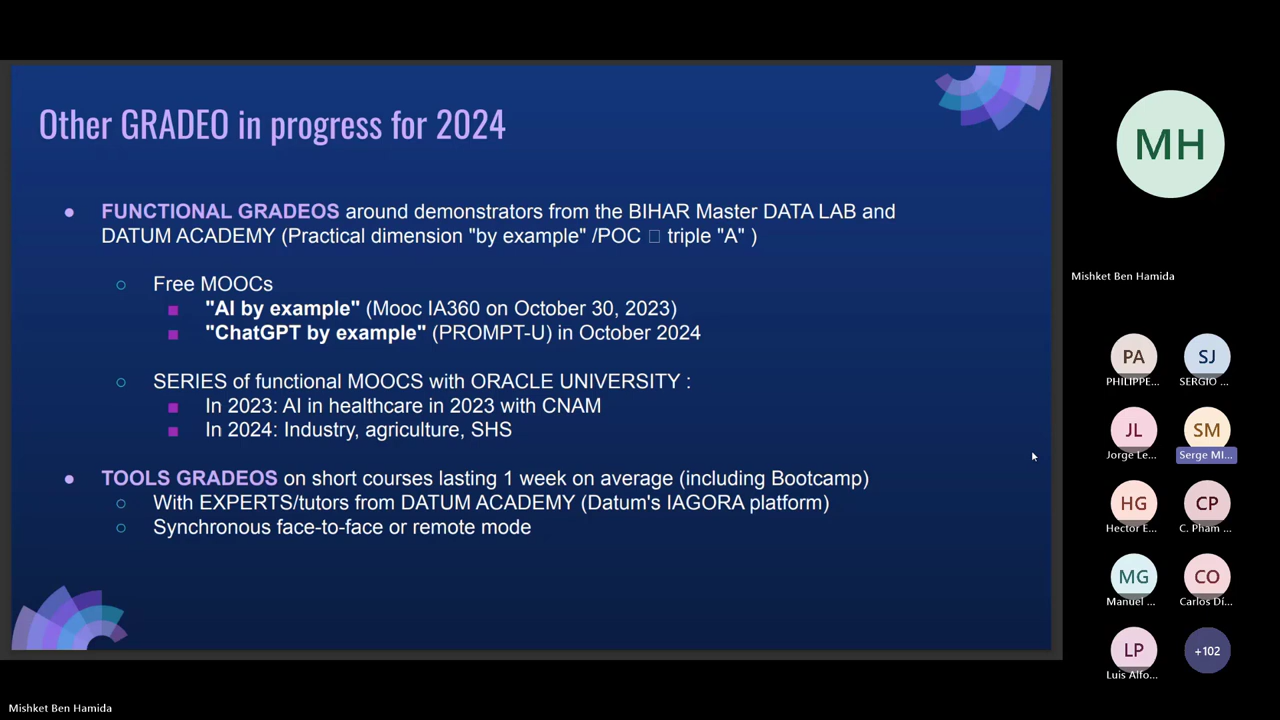 Other GRADEO in progress for 2024
● FUNCTIONAL GRADEOS around demonstrators from the BIHAR Master DATA LAB and
DATUM ACADEMY (Practical dimension "by example" /POC □ triple "A" )
○ Free MOOCs
■ "AI by example" (Mooc IA360 on October 30, 2023)
■ "ChatGPT by example" (PROMPT-U) in October 2024
○ SERIES of functional MOOCS with ORACLE UNIVERSITY :
■ In 2023: AI in healthcare in 2023 with CNAM
■ In 2024: Industry, agriculture, SHS
● TOOLS GRADEOS on short courses lasting 1 week on average (including Bootcamp)
○ With EXPERTS/tutors from DATUM ACADEMY (Datum's IAGORA platform)
○ Synchronous face-to-face or remote mode
MH
Mishket Ben Hamida
PA
SJ
PHILIPPE...
SERGIO ...
JL
SM
Jorge Le...
Serge MI...
HG
CP
Hector E...
C. Pham ...
MG
CO
Manuel ...
Carlos Dí...
LP
+102
Luis Alfo...
Mishket Ben Hamida